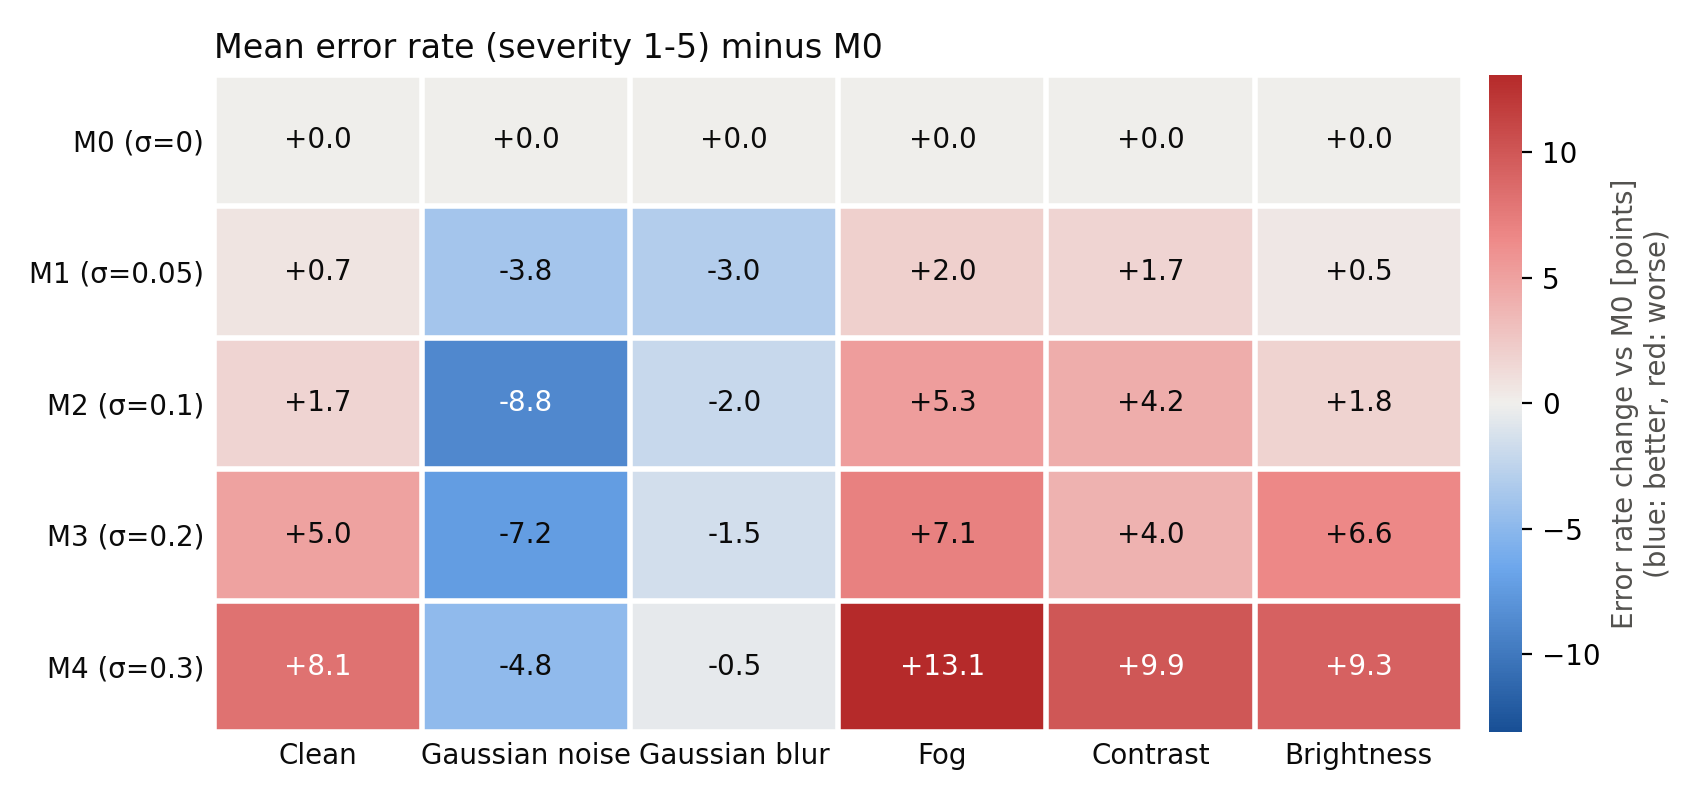 Mean error rate (severity 1-5) minus M0
M0 (σ=0) +0.0 +0.0 +0.0 +0.0 +0.0 +0.0
M1 (σ=0.05) +0.7 -3.8 -3.0 +2.0 +1.7 +0.5
M2 (σ=0.1) +1.7 -8.8 -2.0 +5.3 +4.2 +1.8
M3 (σ=0.2) +5.0 -7.2 -1.5 +7.1 +4.0 +6.6
M4 (σ=0.3) +8.1 -4.8 -0.5 +13.1 +9.9 +9.3
Clean Gaussian noise Gaussian blur Fog Contrast Brightness
10
5
0
−5
−10
Error rate change vs M0 [points]
(blue: better, red: worse)